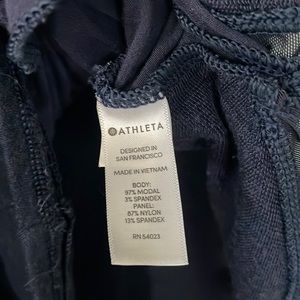 ATHLETA
DESIGNED IN
SAN FRANCISCO
MADE IN VIETNAM
BODY:
97% MODAL
3% SPANDEX
PANEL:
87% NYLON
13% SPANDEX
RN 54023